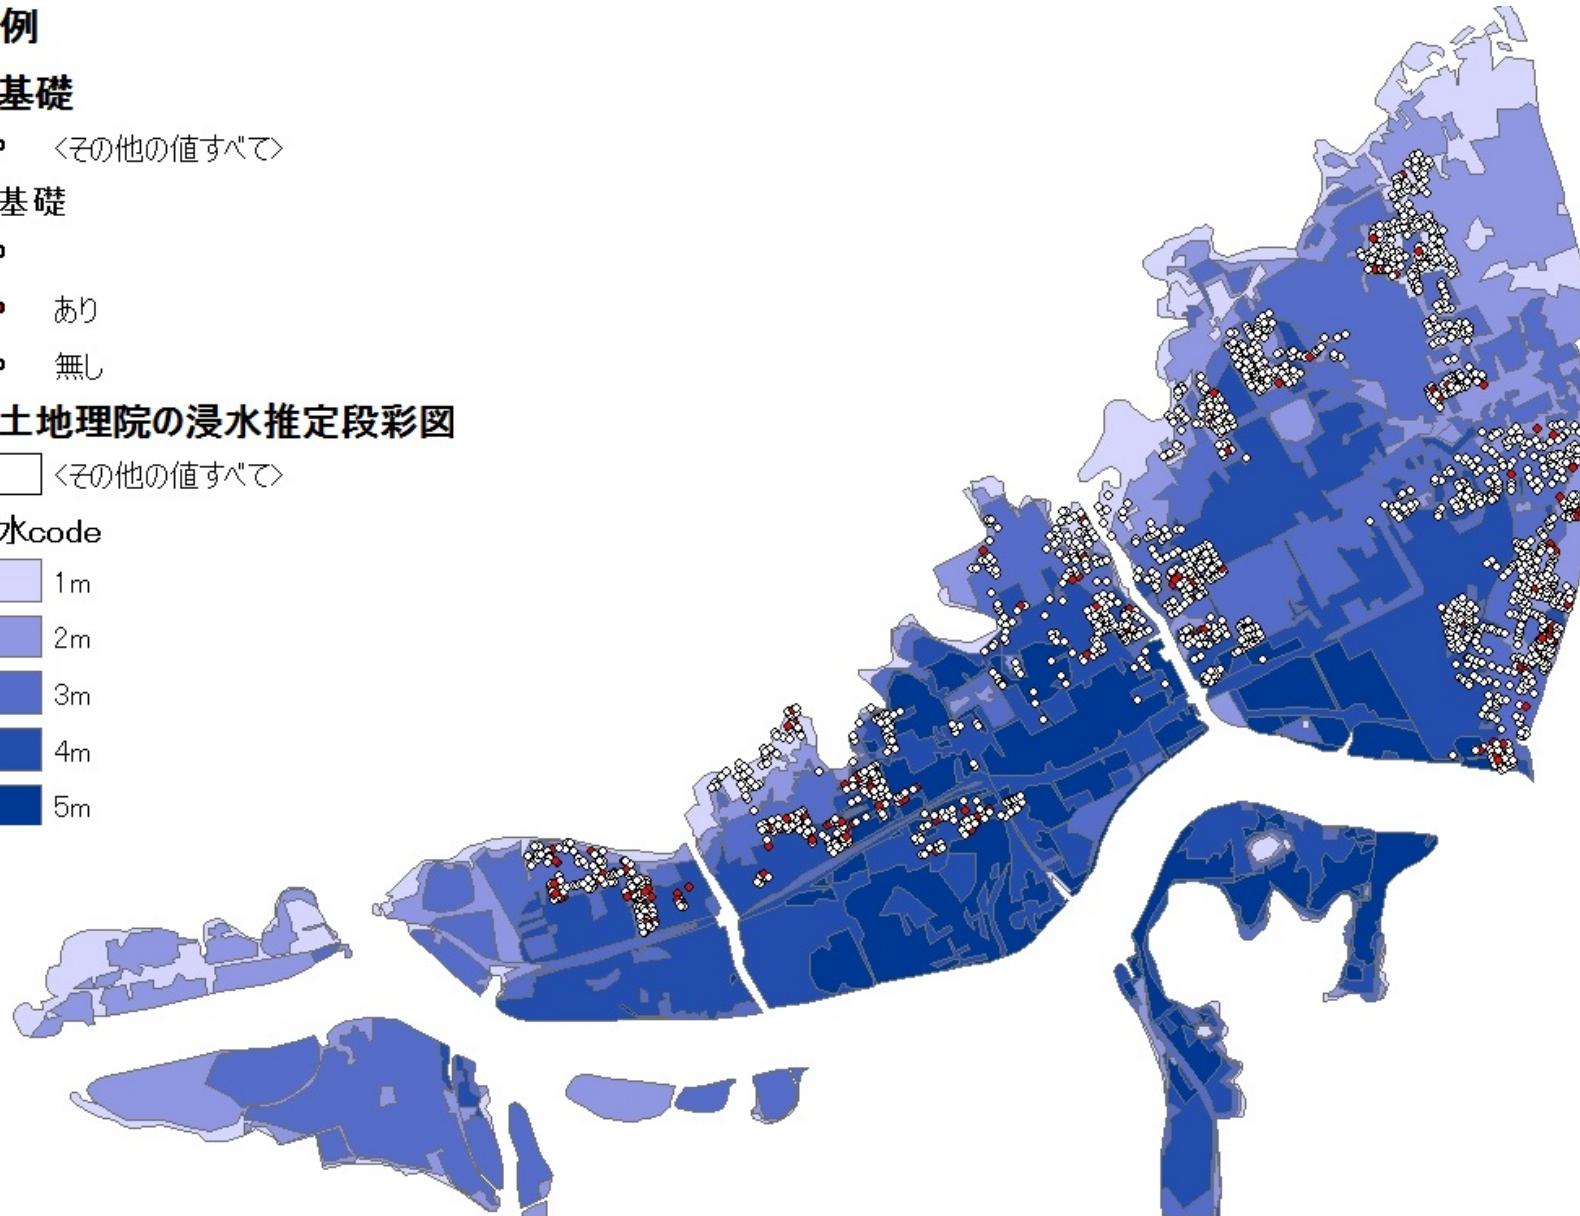 例
基礎
<その他の値すべて>
基礎
あり
無し
土地理院の浸水推定段彩図
<その他の値すべて>
水code
1m
2m
3m
4m
5m